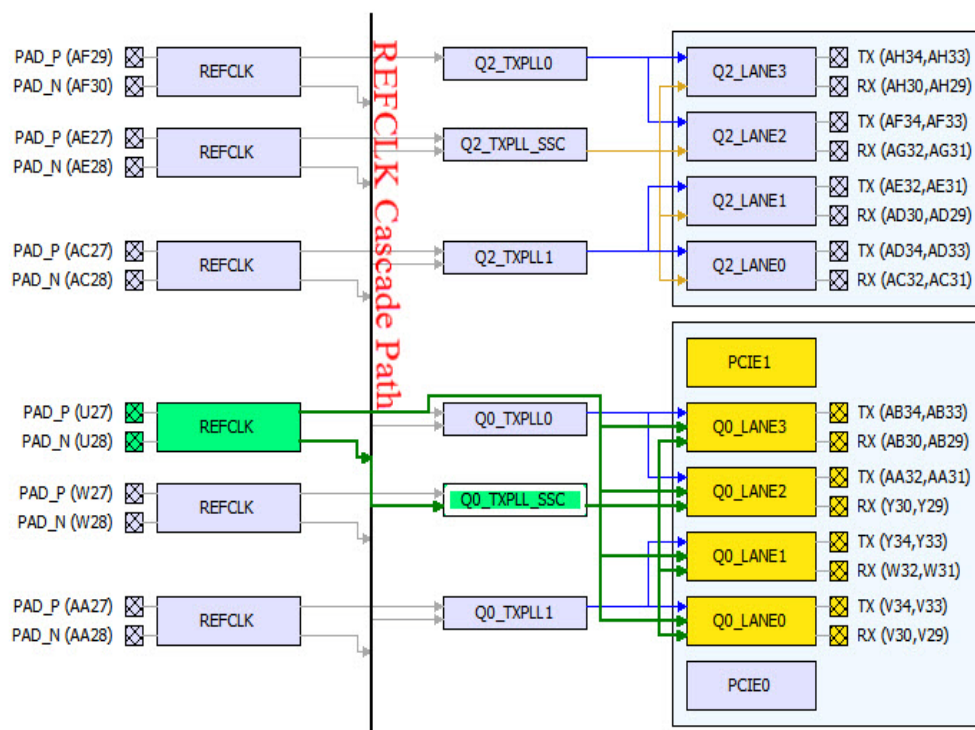 PAD_P (AF29)
PAD_N (AF30)
REFCLK
Q2_TXPLL0
Q2_LANE3
TX (AH34,AH33)
RX (AH30,AH29)
PAD_P (AE27)
PAD_N (AE28)
REFCLK
Q2_TXPLL_SSC
Q2_LANE2
TX (AF34,AF33)
RX (AG32,AG31)
Q2_LANE1
TX (AE32,AE31)
RX (AD30,AD29)
PAD_P (AC27)
PAD_N (AC28)
REFCLK
Q2_TXPLL1
Q2_LANE0
TX (AD34,AD33)
RX (AC32,AC31)
REFCLK Cascade Path
PCIE1
PAD_P (U27)
PAD_N (U28)
REFCLK
Q0_TXPLL0
Q0_LANE3
TX (AB34,AB33)
RX (AB30,AB29)
PAD_P (W27)
PAD_N (W28)
REFCLK
Q0_TXPLL_SSC
Q0_LANE2
TX (AA32,AA31)
RX (Y30,Y29)
Q0_LANE1
TX (Y34,Y33)
RX (W32,W31)
PAD_P (AA27)
PAD_N (AA28)
REFCLK
Q0_TXPLL1
Q0_LANE0
TX (V34,V33)
RX (V30,V29)
PCIE0